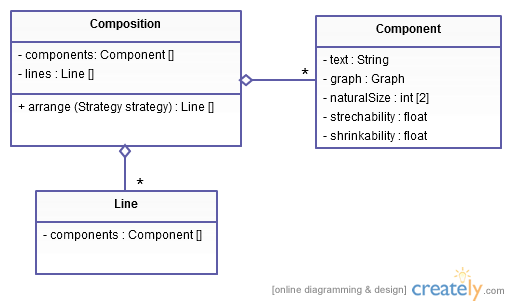 Composition
- components: Component []
- lines : Line []
+ arrange (Strategy strategy) : Line []
Component
- text : String
- graph : Graph
- naturalSize : int [2]
- strechability : float
- shrinkability : float
*
*
Line
- components : Component []
[online diagramming & design] creately.com